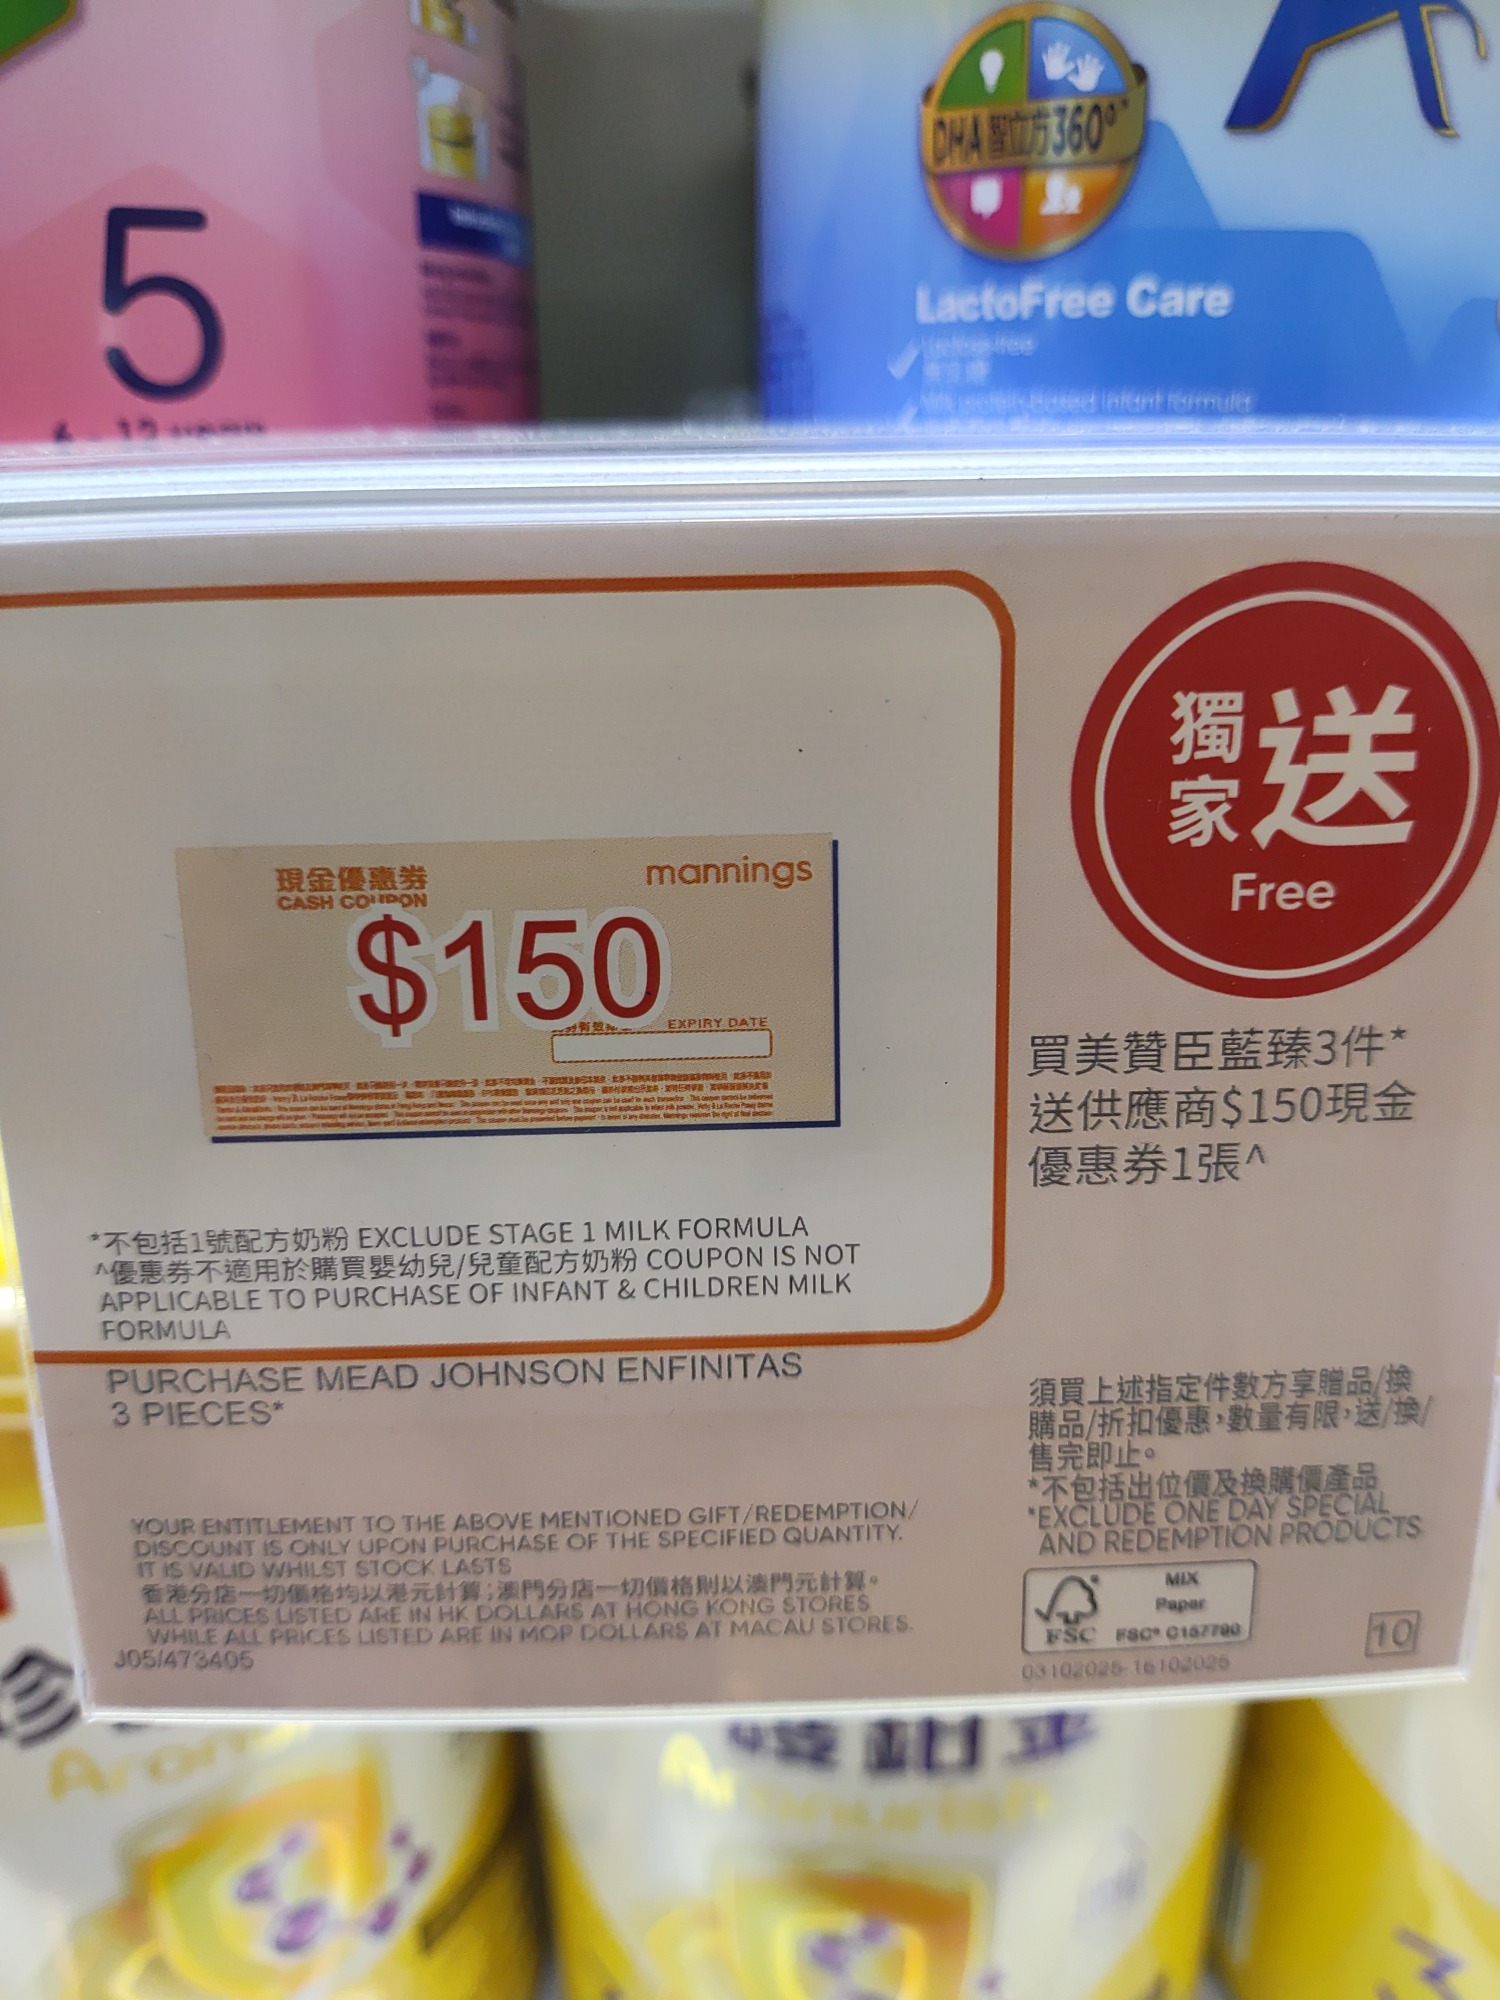 5
DHA 智立方360°
LactoFree Care
Lactose-free
獨家送
Free
現金優惠券
CASH COUPON
mannings
$150
EXPIRY DATE
買美贊臣藍臻3件*
送供應商$150現金
優惠券1張^
*不包括1號配方奶粉 EXCLUDE STAGE 1 MILK FORMULA
^優惠券不適用於購買嬰幼兒/兒童配方奶粉 COUPON IS NOT
APPLICABLE TO PURCHASE OF INFANT & CHILDREN MILK
FORMULA
PURCHASE MEAD JOHNSON ENFINITAS
3 PIECES*
須買上述指定件數方享贈品/換
購品/折扣優惠，數量有限，送/換/
售完即止。
*不包括出位價及換購價產品
*EXCLUDE ONE DAY SPECIAL
AND REDEMPTION PRODUCTS
YOUR ENTITLEMENT TO THE ABOVE MENTIONED GIFT/REDEMPTION/
DISCOUNT IS ONLY UPON PURCHASE OF THE SPECIFIED QUANTITY.
IT IS VALID WHILST STOCK LASTS
香港分店一切價格均以港元計算；澳門分店一切價格則以澳門元計算。
ALL PRICES LISTED ARE IN HK DOLLARS AT HONG KONG STORES
WHILE ALL PRICES LISTED ARE IN MOP DOLLARS AT MACAU STORES.
J05/473405
MIX
Paper
FSC FSC® C157790
10
03102025-16102025